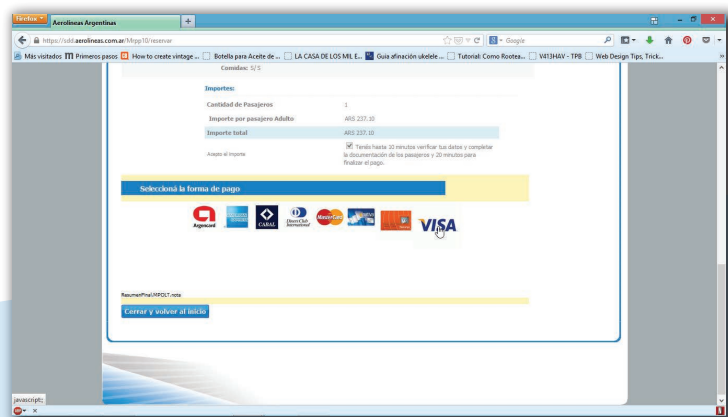 Firefox
Aerolíneas Argentinas
https://sdd.aerolineas.com.ar/Mrpp10/reservar
Google
Más visitados
Primeros pasos
How to create vintage ...
Botella para Aceite de ...
LA CASA DE LOS MIL E...
Guia afinación ukelele ...
Tutorial: Como Rootea...
V413HAV - TPB
Web Design Tips, Trick...
Comidas: S/S
Importes:
Cantidad de Pasajeros 1
Importe por pasajero Adulto ARS 237.10
Importe total ARS 237.10
Acepto el importe
Tenés hasta 10 minutos verificar tus datos y completar
la documentación de los pasajeros y 20 minutos para
finalizar el pago.
Seleccioná la forma de pago
Argencard
CABAL
Diners Club
International
MasterCard
VISA
ResumenFinal/MPOLT.nota
Cerrar y volver al inicio
javascript:;